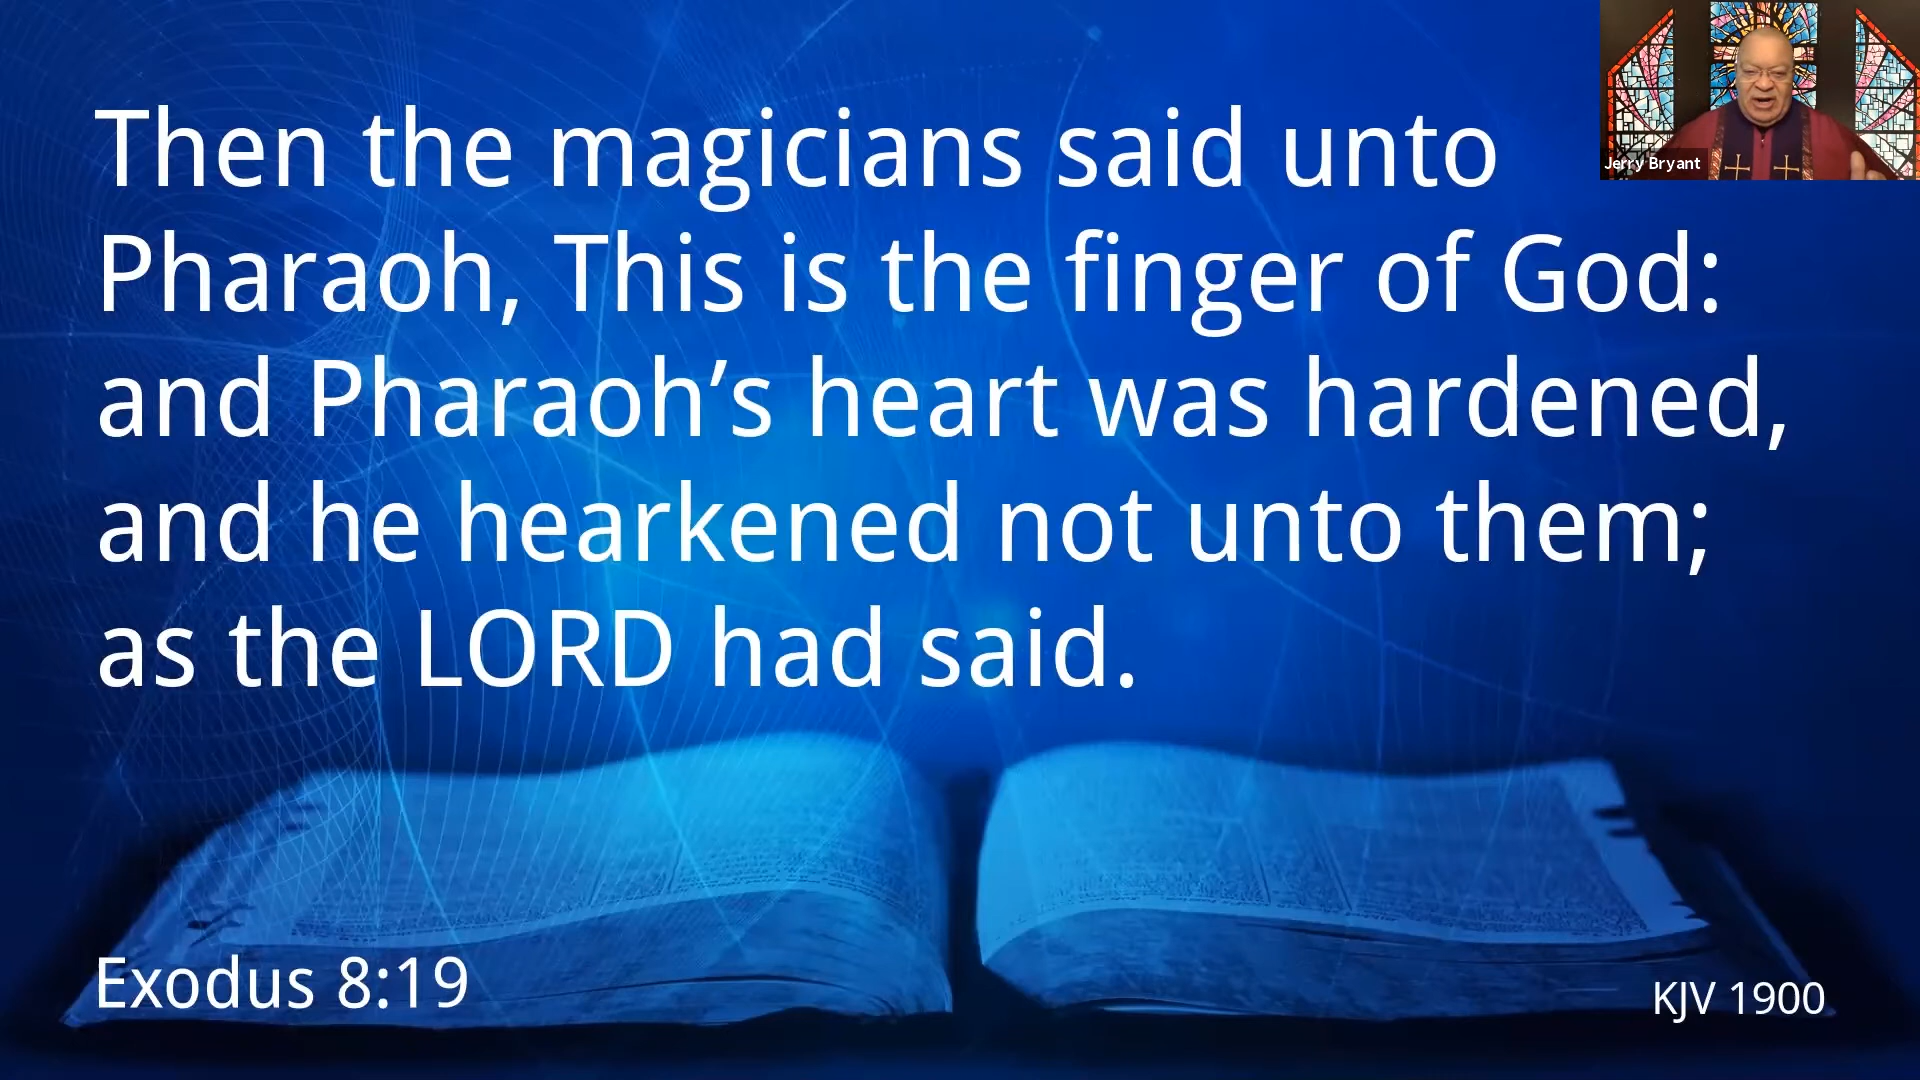 Then the magicians said unto
Pharaoh, This is the finger of God:
and Pharaoh’s heart was hardened,
and he hearkened not unto them;
as the LORD had said.
Exodus 8:19
KJV 1900
Jerry Bryant